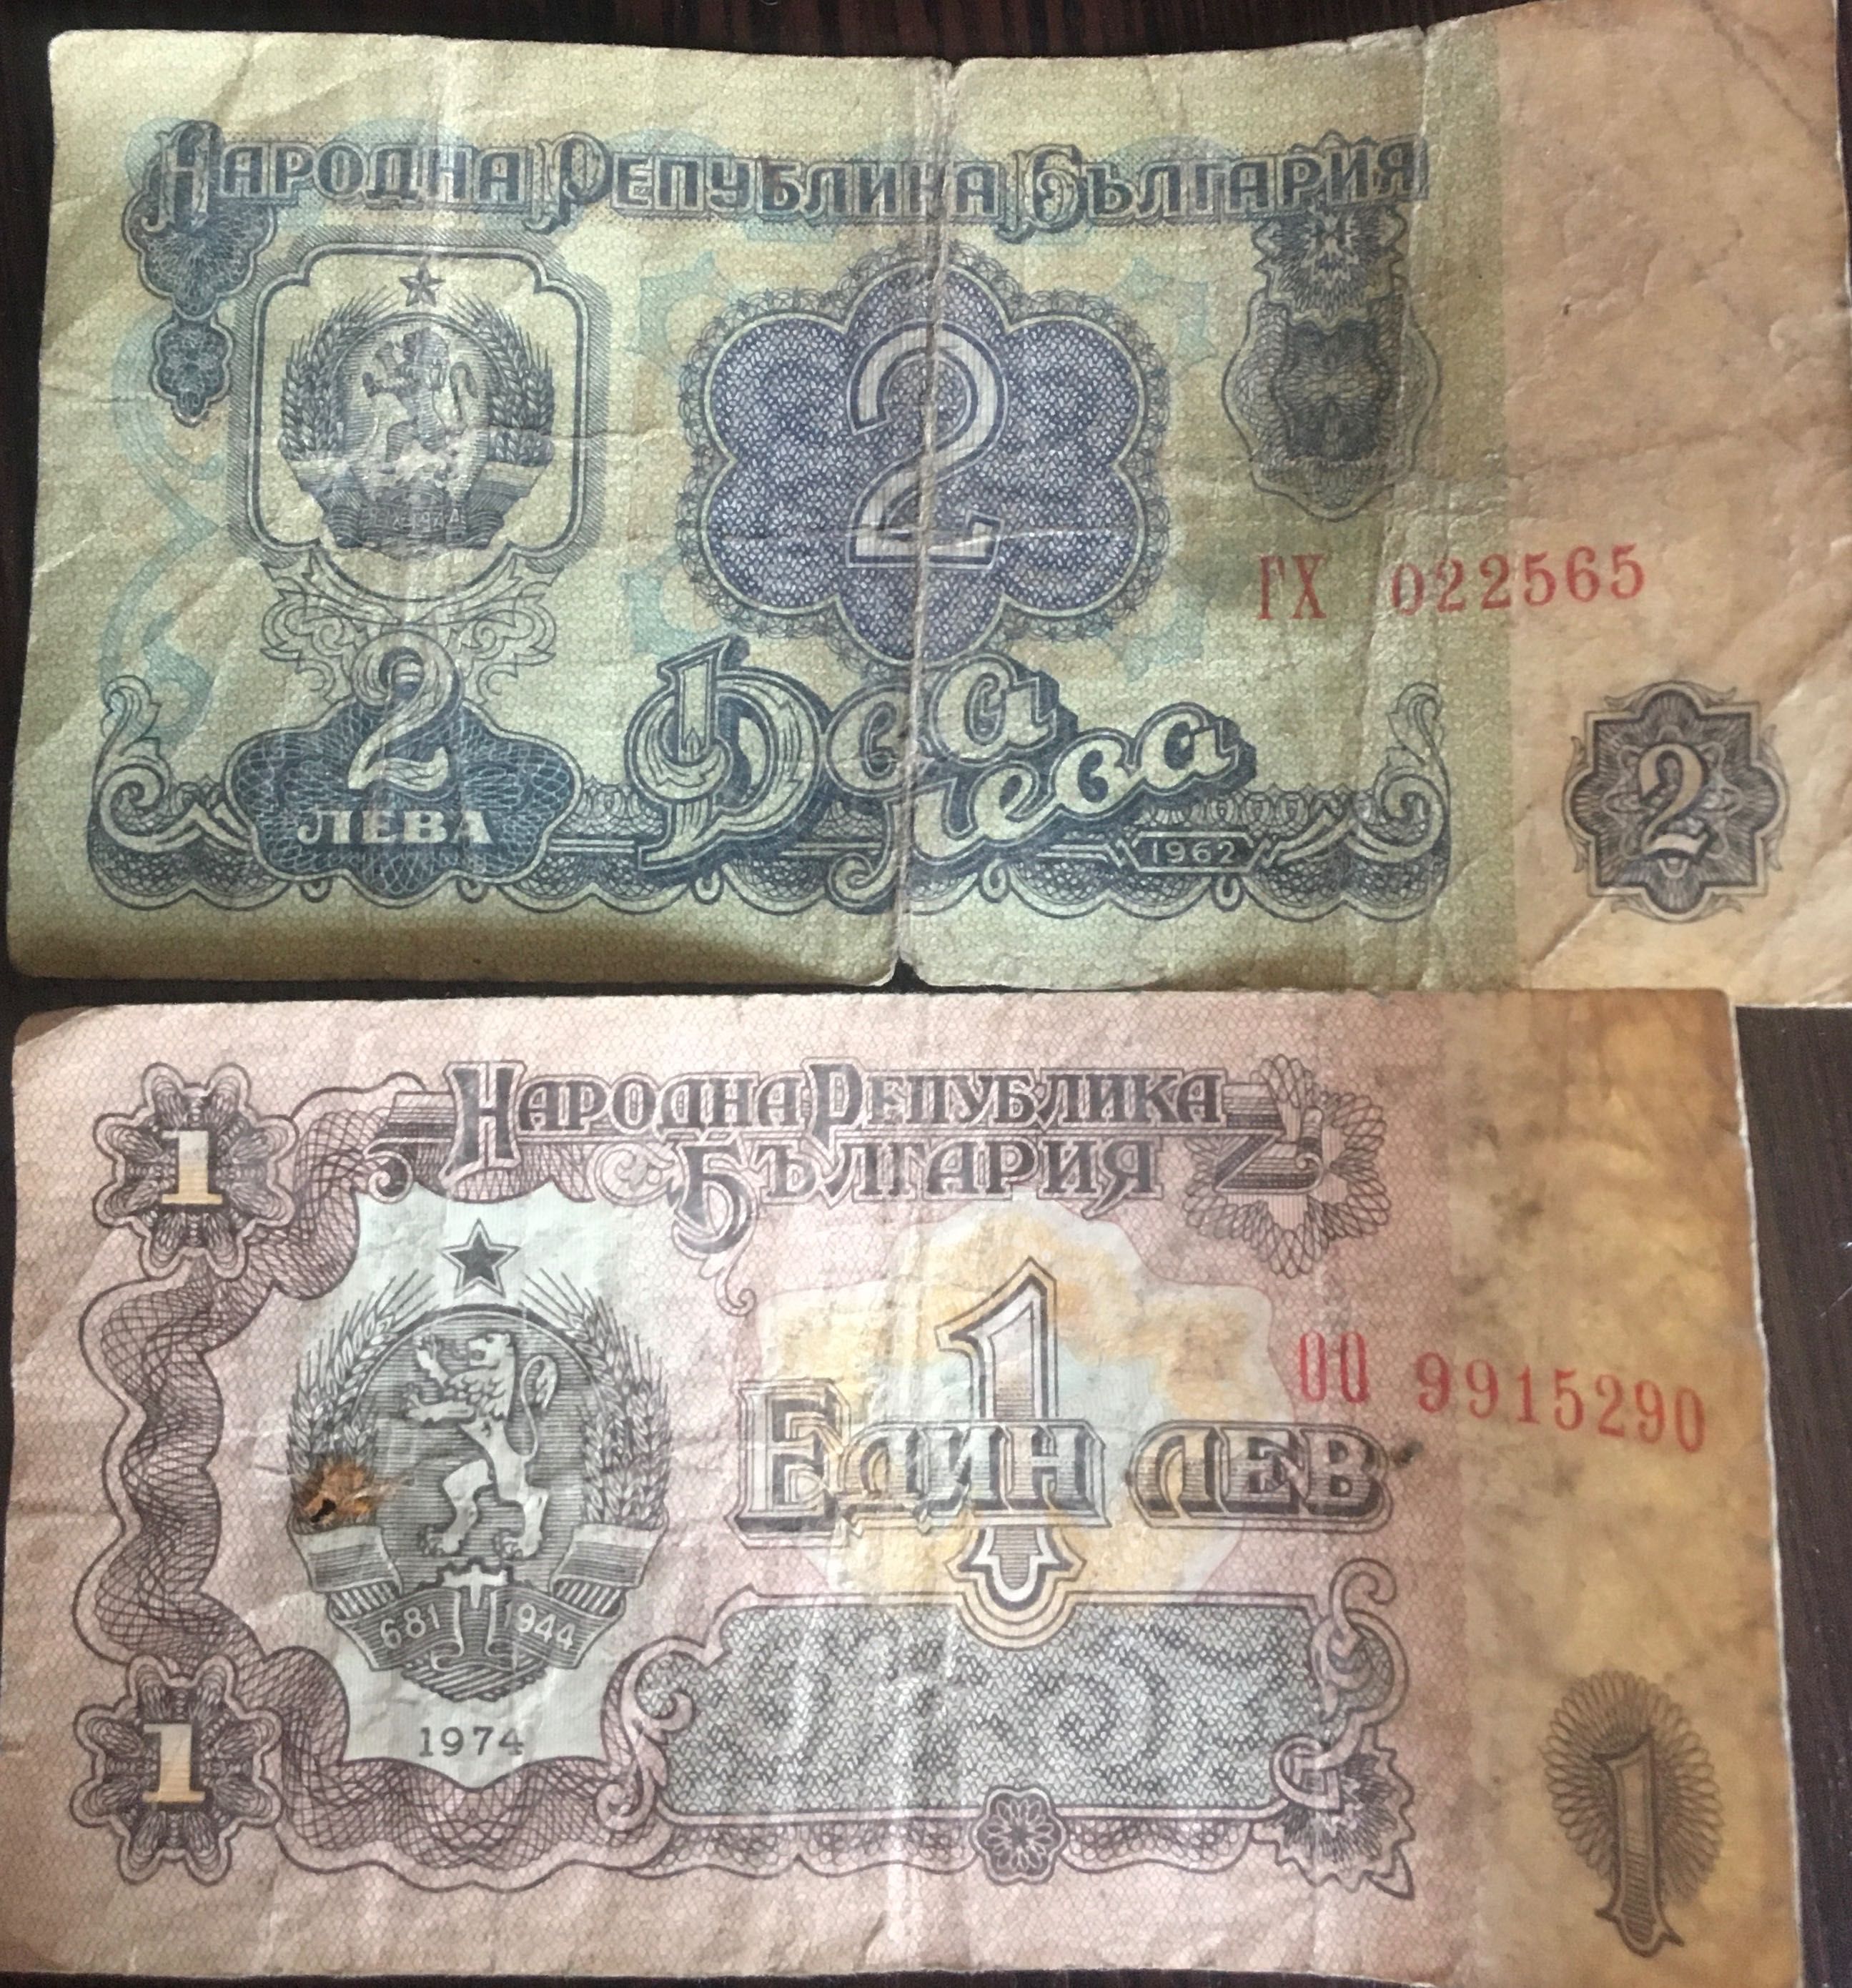 НАРОДНА РЕПУБЛИКА БЪЛГАРИЯ
2
ГХ 022565
2
ЛЕВА
Два
лева
1962
2
1
НАРОДНА РЕПУБЛИКА
БЪЛГАРИЯ
1
ОО 9915290
ЕДИН ЛЕВ
681 1944
1974
1
1